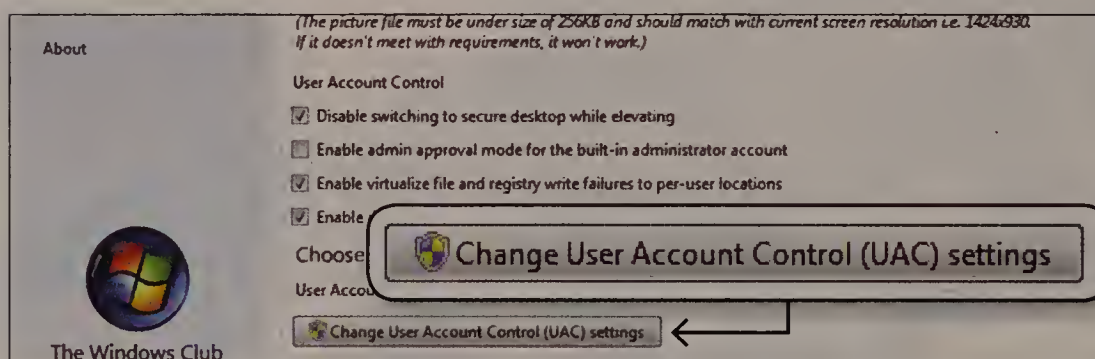 (The picture file must be under size of 256KB and should match with current screen resolution i.e. 1424x930.
If it doesn't meet with requirements, it won't work.)
About
User Account Control
Disable switching to secure desktop while elevating
Enable admin approval mode for the built-in administrator account
Enable virtualize file and registry write failures to per-user locations
Enable
Choose
Change User Account Control (UAC) settings
User Accou
Change User Account Control (UAC) settings
The Windows Club